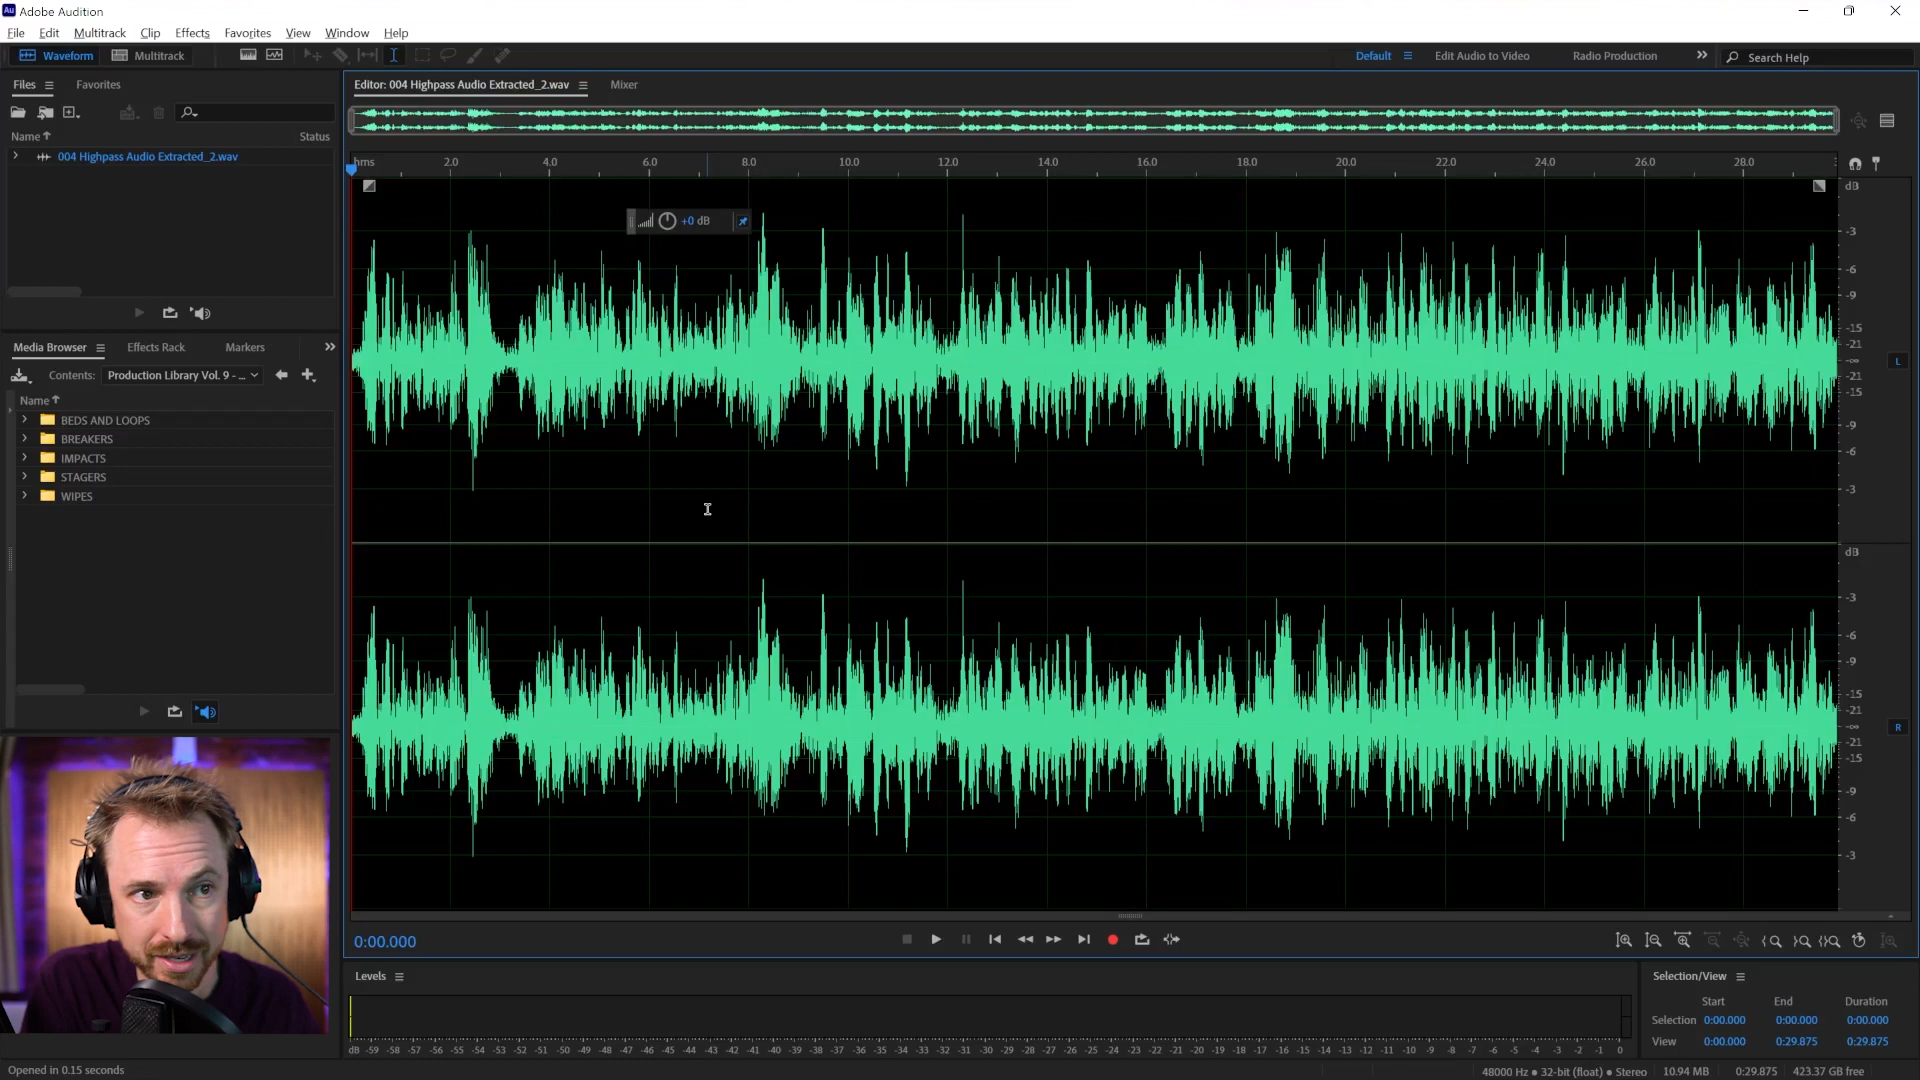 Au Adobe Audition
File Edit Multitrack Clip Effects Favorites View Window Help
Waveform Multitrack Default Edit Audio to Video Radio Production Search Help
Files Favorites
Name Status
004 Highpass Audio Extracted_2.wav
Media Browser Effects Rack Markers
Contents: Production Library Vol. 9 - ...
Name
BEDS AND LOOPS
BREAKERS
IMPACTS
STAGERS
WIPES
Editor: 004 Highpass Audio Extracted_2.wav Mixer
hms 2.0 4.0 6.0 8.0 10.0 12.0 14.0 16.0 18.0 20.0 22.0 24.0 26.0 28.0
+0 dB
dB
-3
-6
-9
-15
-21
-∞
-21
-15
-9
-6
-3
L
dB
-3
-6
-9
-15
-21
-∞
-21
-15
-9
-6
-3
R
0:00.000
Levels
dB -59 -58 -57 -56 -55 -54 -53 -52 -51 -50 -49 -48 -47 -46 -45 -44 -43 -42 -41 -40 -39 -38 -37 -36 -35 -34 -33 -32 -31 -30 -29 -28 -27 -26 -25 -24 -23 -22 -21 -20 -19 -18 -17 -16 -15 -14 -13 -12 -11 -10 -9 -8 -7 -6 -5 -4 -3 -2 -1 0
Selection/View
Start End Duration
Selection 0:00.000 0:00.000 0:00.000
View 0:00.000 0:29.875 0:29.875
Opened in 0.15 seconds
48000 Hz ● 32-bit (float) ● Stereo 10.94 MB 0:29.875 423.37 GB free